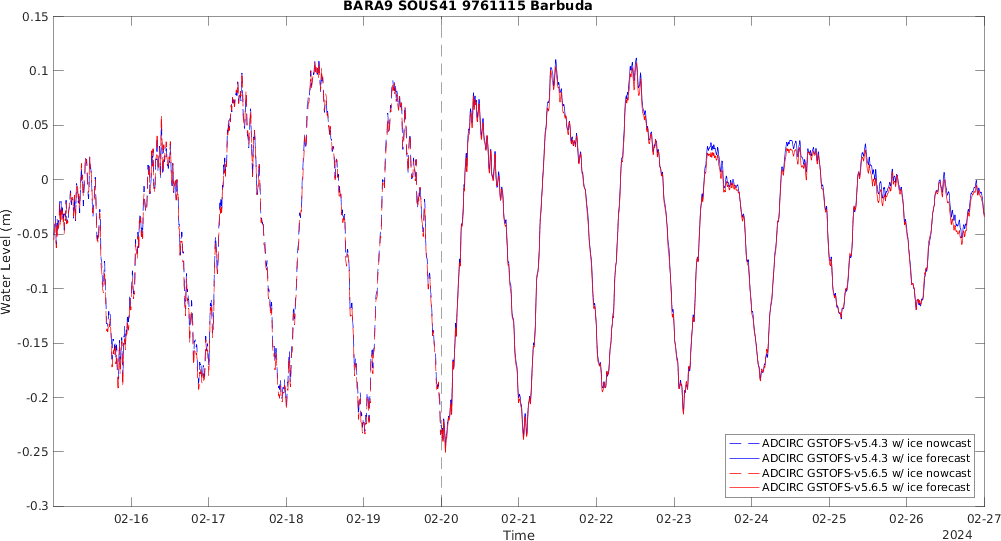 BARA9 SOUS41 9761115 Barbuda
0.15
0.1
0.05
0
-0.05
-0.1
-0.15
-0.2
-0.25
-0.3
Water Level (m)
ADCIRC GSTOFS-v5.4.3 w/ ice nowcast
ADCIRC GSTOFS-v5.4.3 w/ ice forecast
ADCIRC GSTOFS-v5.6.5 w/ ice nowcast
ADCIRC GSTOFS-v5.6.5 w/ ice forecast
02-16 02-17 02-18 02-19 02-20 02-21 02-22 02-23 02-24 02-25 02-26 02-27
Time
2024